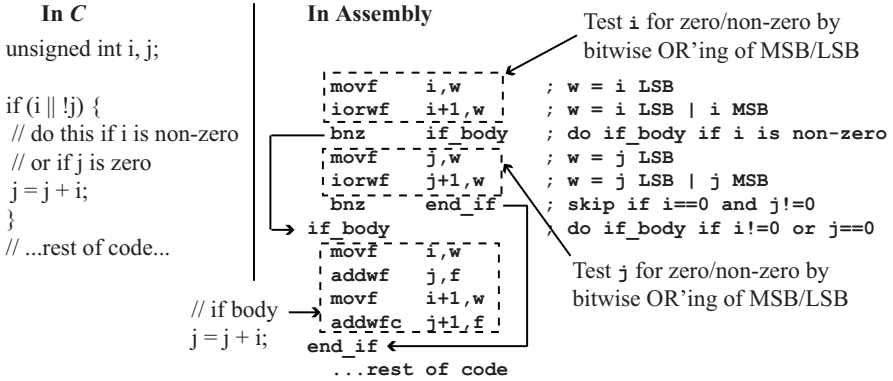 In C
unsigned int i, j;
if (i || !j) {
// do this if i is non-zero
// or if j is zero
j = j + i;
}
// ...rest of code...
In Assembly
Test i for zero/non-zero by
bitwise OR'ing of MSB/LSB
movf i,w ; w = i LSB
iorwf i+1,w ; w = i LSB | i MSB
bnz if_body ; do if_body if i is non-zero
movf j,w ; w = j LSB
iorwf j+1,w ; w = j LSB | j MSB
bnz end_if ; skip if i==0 and j!=0
if_body ; do if_body if i!=0 or j==0
movf i,w
addwf j,f
movf i+1,w
addwfc j+1,f
end_if
...rest of code
Test j for zero/non-zero by
bitwise OR'ing of MSB/LSB
// if body
j = j + i;